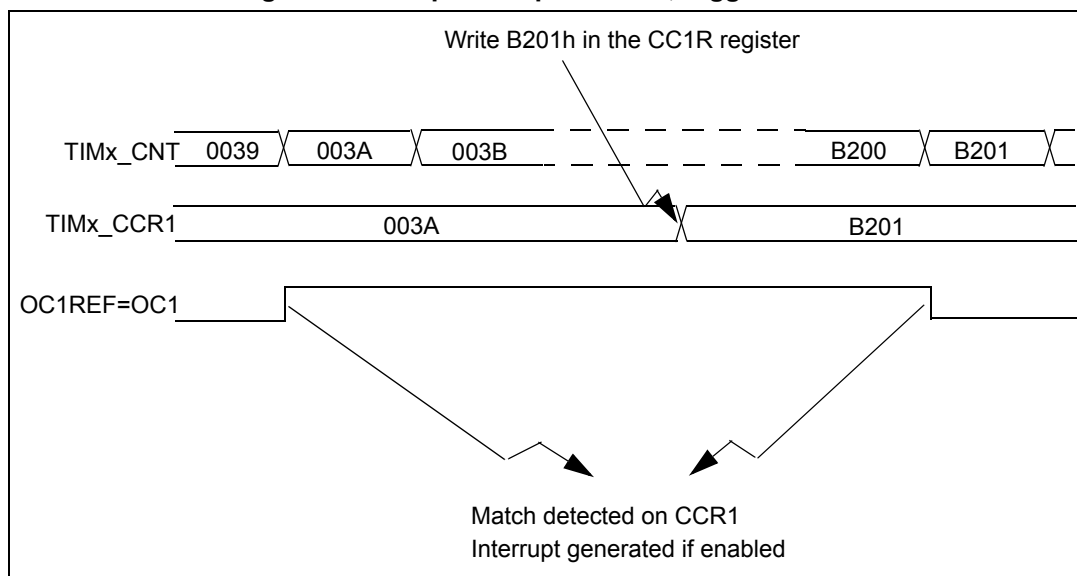 Write B201h in the CC1R register
TIMx_CNT 0039 003A 003B B200 B201
TIMx_CCR1 003A B201
OC1REF=OC1
Match detected on CCR1
Interrupt generated if enabled